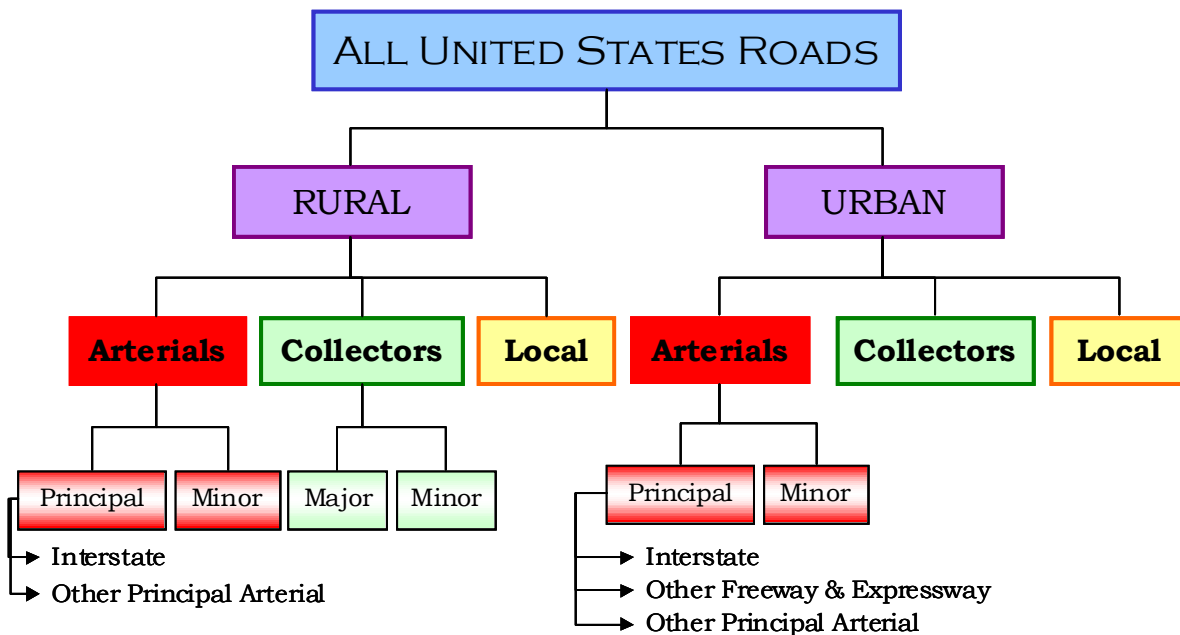 ALL UNITED STATES ROADS
RURAL
URBAN
Arterials
Collectors
Local
Arterials
Collectors
Local
Principal
Minor
Major
Minor
Principal
Minor
Interstate
Other Principal Arterial
Interstate
Other Freeway & Expressway
Other Principal Arterial